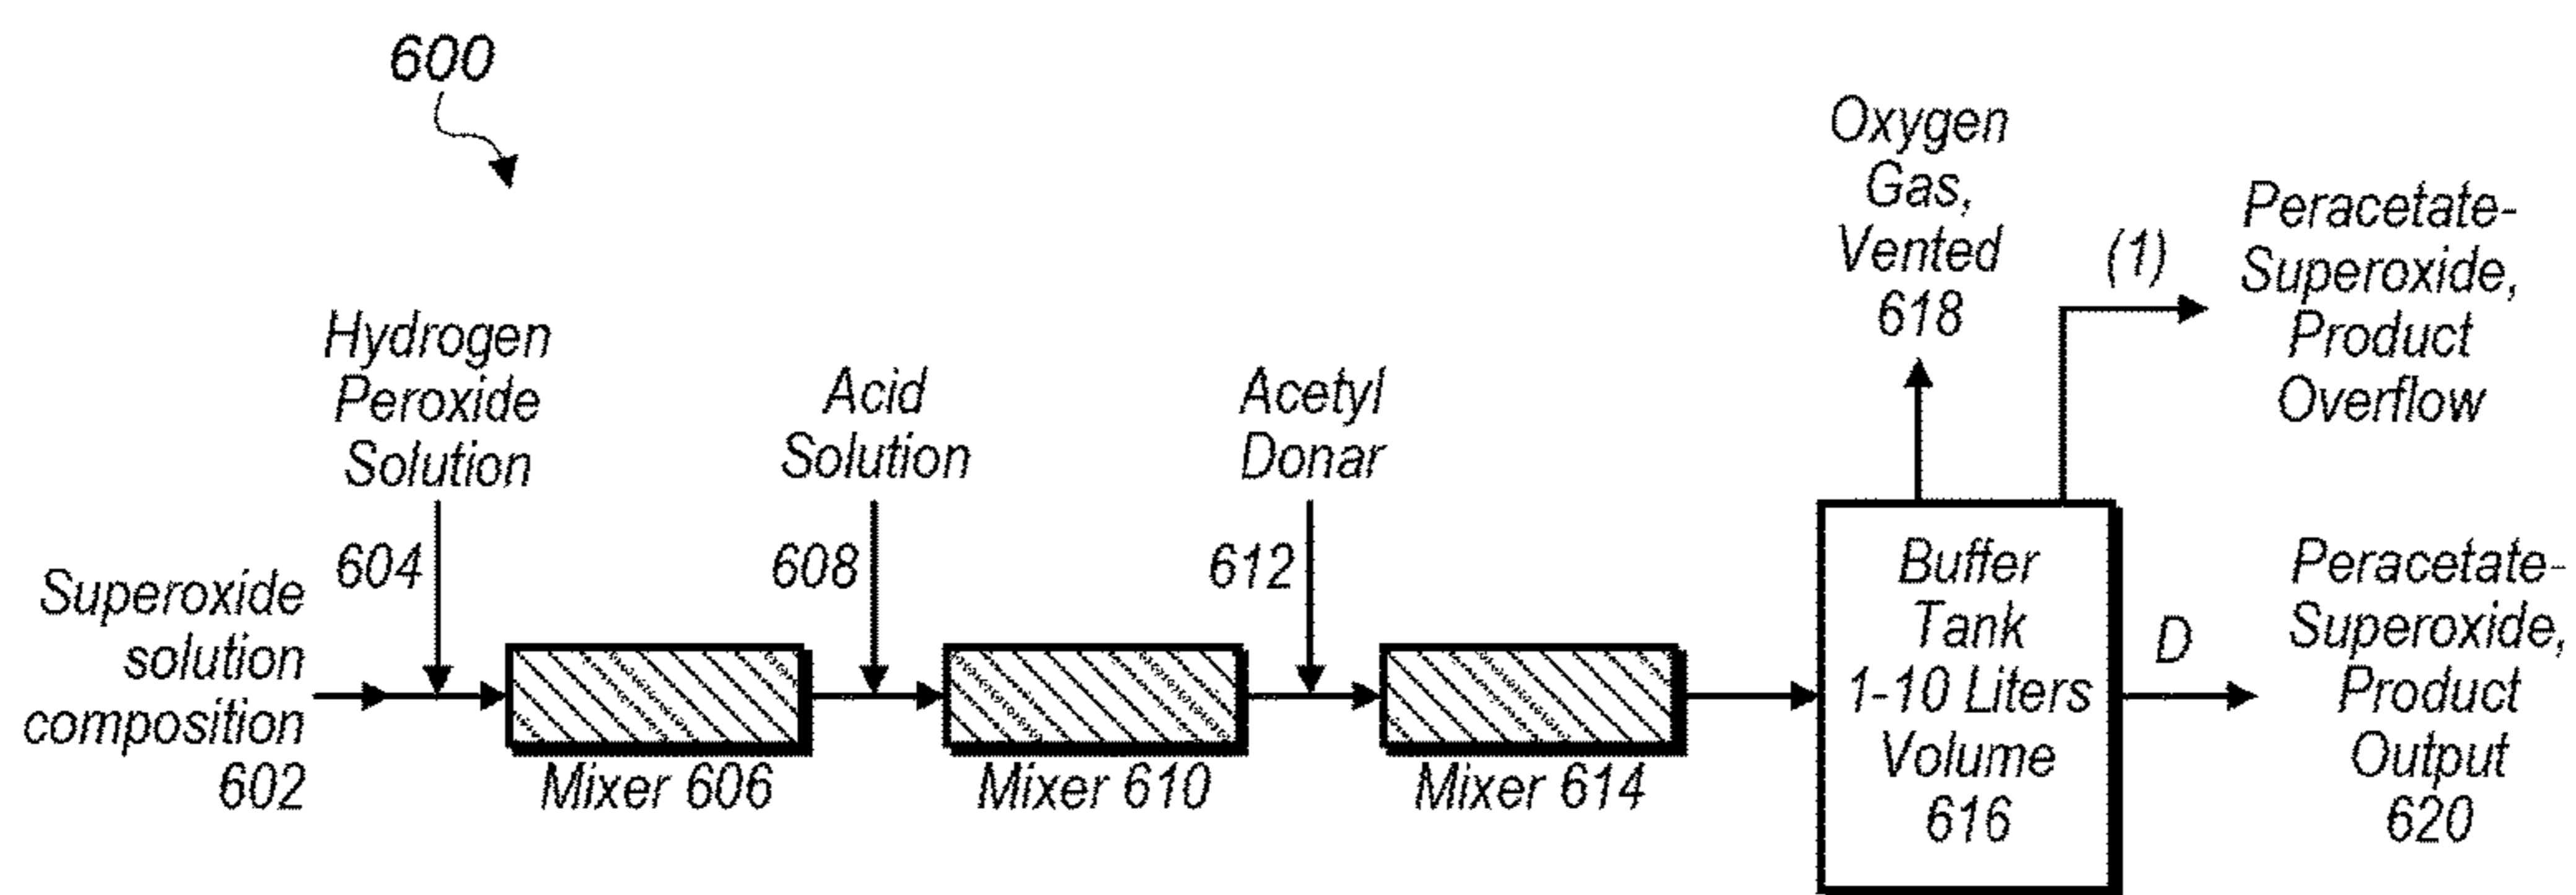 600
Hydrogen
Peroxide
Solution
604
Superoxide
solution
composition
602
Mixer 606
Acid
Solution
608
Mixer 610
Acetyl
Donar
612
Mixer 614
Oxygen
Gas,
Vented
618
(1)
Peracetate-
Superoxide,
Product
Overflow
Buffer
Tank
1-10 Liters
Volume
616
D
Peracetate-
Superoxide,
Product
Output
620